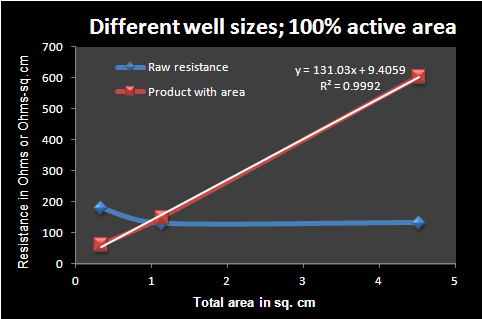 Different well sizes; 100% active area
Resistance in Ohms or Ohms-sq.cm
700
600
500
400
300
200
100
0
Raw resistance
Product with area
y = 131.03x + 9.4059
R² = 0.9992
0 1 2 3 4 5
Total area in sq. cm